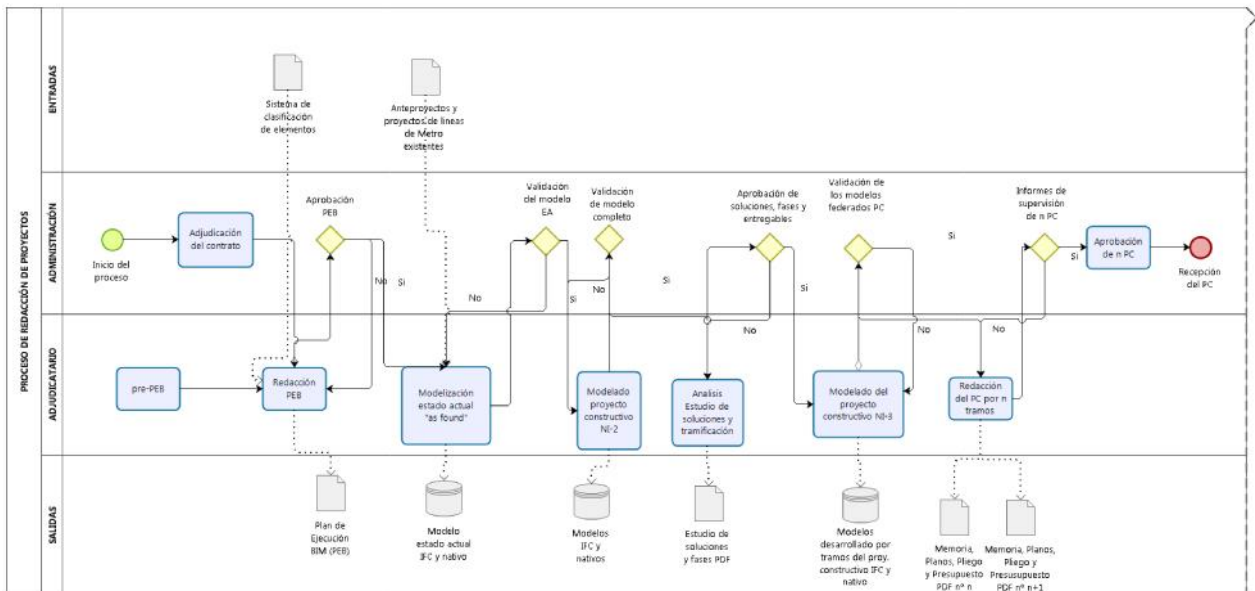 PROCESO DE REDACCIÓN DE PROYECTOS
ENTRADAS
Sistema de
clasificación
de elementos
Anteproyectos y
proyectos de lineas
de Metro
existentes
ADMINISTRACIÓN
Inicio del
proceso
Adjudicación
del contrato
Aprobación
PEB
No
Si
Validación
del modelo
EA
No
Si
Validación
de modelo
completo
No
Si
Aprobación de
soluciones, fases y
entregables
Si
No
Validación de
los modelos
federados PC
Si
No
Informes de
supervisión
de n PC
Si
No
Aprobación
de n PC
Recepción
del PC
ADJUDICATARIO
pre-PEB
Redacción
PEB
Modelización
estado actual
"as found"
Modelado
proyecto
constructivo
NI-2
Analisis
Estudio de
soluciones y
tramificación
Modelado del
proyecto
constructivo NI-3
Redacción
del PC por n
tramos
SALIDAS
Plan de
Ejecución
BIM (PEB)
Modelo
estado actual
IFC y nativo
Modelos
IFC y
nativos
Estudio de
soluciones
y fases PDF
Modelos
desarrollado por
tramos del proy.
constructivo IFC y
nativo
Memoria,
Planos, Pliego
y Presupuesto
PDF nº n
Memoria, Planos,
Pliego y
Presusupuesto
PDF nº n+1